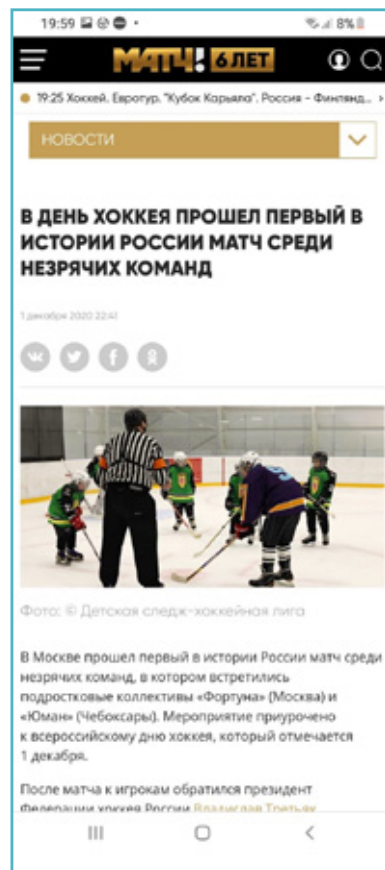 19:59
8%
МАТЧ! 6 ЛЕТ
19:25 Хоккей. Евротур. "Кубок Карьяла". Россия - Финлянд...
НОВОСТИ
В ДЕНЬ ХОККЕЯ ПРОШЕЛ ПЕРВЫЙ В
ИСТОРИИ РОССИИ МАТЧ СРЕДИ
НЕЗРЯЧИХ КОМАНД
1 декабря 2020 22:41
Фото: © Детская следж-хоккейная лига
В Москве прошел первый в истории России матч среди
незрячих команд, в котором встретились
подростковые коллективы «Фортуна» (Москва) и
«Юман» (Чебоксары). Мероприятие приурочено
к всероссийскому дню хоккея, который отмечается
1 декабря.
После матча к игрокам обратился президент
Федерации хоккея России Владислав Третьяк